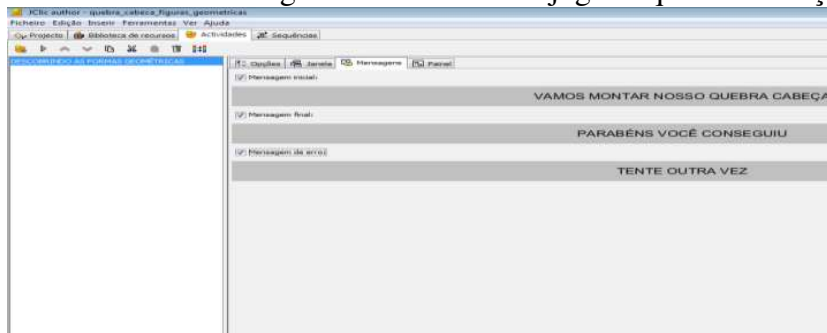 JClic author - quebra_cabeca_figuras_geometricas
Ficheiro Edição Inserir Ferramentas Ver Ajuda
Projecto Biblioteca de recursos Actividades Sequências
DESCOBRINDO AS FORMAS GEOMÉTRICAS
Opções Janela Mensagens Painel
Mensagem inicial:
VAMOS MONTAR NOSSO QUEBRA CABEÇA
Mensagem final:
PARABÉNS VOCÊ CONSEGUIU
Mensagem de erro:
TENTE OUTRA VEZ